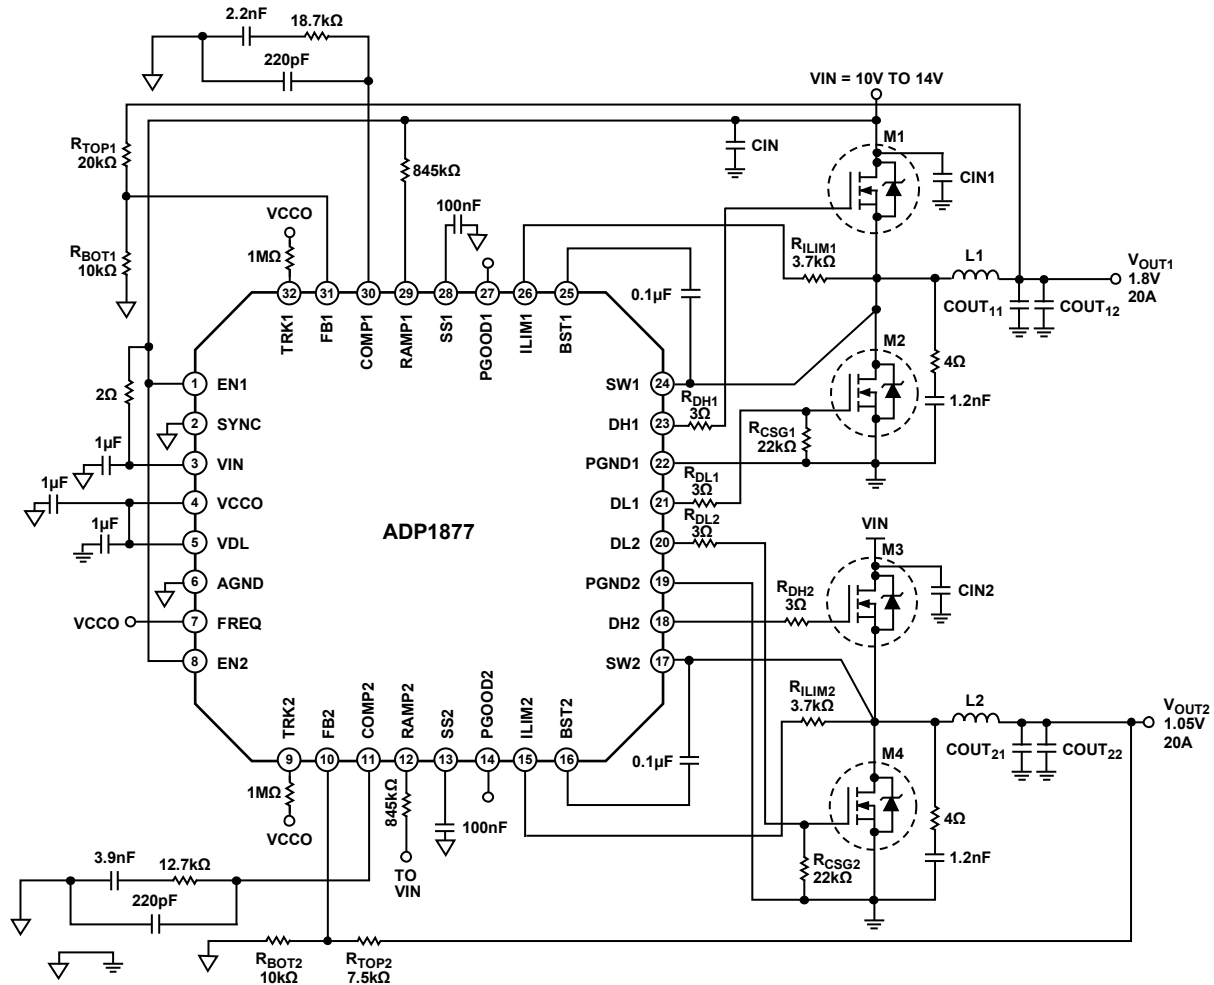 2.2nF
18.7kΩ
220pF
VIN = 10V TO 14V
RTOP1
20kΩ
CIN
M1
CIN1
845kΩ
100nF
VCCO
1MΩ
RBOT1
10kΩ
RILIM1
3.7kΩ
L1
VOUT1
1.8V
20A
0.1µF
COUT11
COUT12
32
31
30
29
28
27
26
25
TRK1
FB1
COMP1
RAMP1
SS1
PGOOD1
ILIM1
BST1
M2
4Ω
1.2nF
2Ω
1 EN1
2 SYNC
1µF
3 VIN
1µF
4 VCCO
1µF
5 VDL
6 AGND
VCCO
7 FREQ
8 EN2
ADP1877
SW1 24
RDH1
3Ω
DH1 23
RCSG1
22kΩ
PGND1 22
RDL1
3Ω
DL1 21
RDL2
3Ω
DL2 20
PGND2 19
DH2 18
SW2 17
VIN
M3
RDH2
3Ω
CIN2
TRK2
FB2
COMP2
RAMP2
SS2
PGOOD2
ILIM2
BST2
9
10
11
12
13
14
15
16
RILIM2
3.7kΩ
L2
VOUT2
1.05V
20A
COUT21
COUT22
0.1µF
M4
4Ω
1.2nF
1MΩ
VCCO
845kΩ
TO
VIN
100nF
RCSG2
22kΩ
3.9nF
12.7kΩ
220pF
RBOT2
10kΩ
RTOP2
7.5kΩ